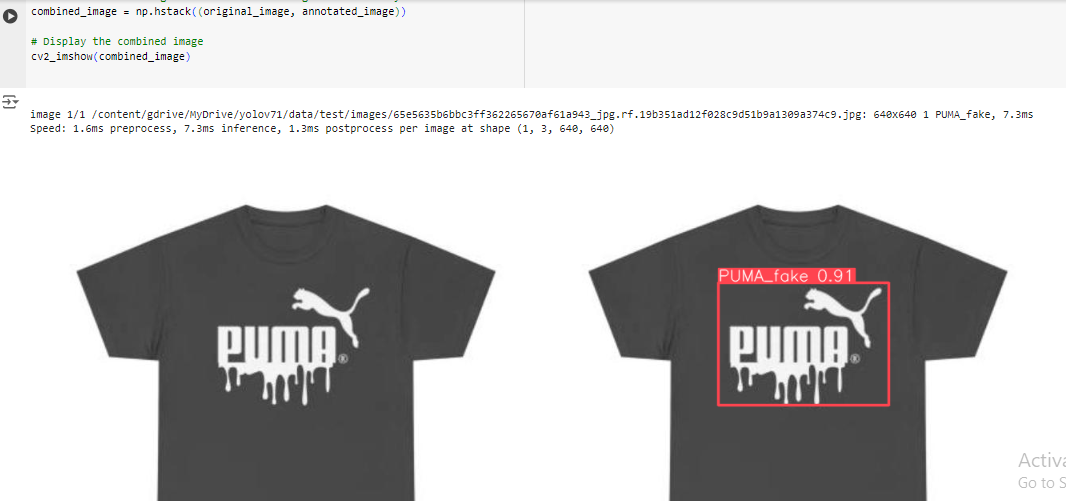 combined_image = np.hstack((original_image, annotated_image))
# Display the combined image
cv2_imshow(combined_image)
image 1/1 /content/gdrive/MyDrive/yolov71/data/test/images/65e5635b6bbc3ff362265670af61a943_jpg.rf.19b351ad12f028c9d51b9a1309a374c9.jpg: 640x640 1 PUMA_fake, 7.3ms
Speed: 1.6ms preprocess, 7.3ms inference, 1.3ms postprocess per image at shape (1, 3, 640, 640)
PUMA®
PUMA_fake 0.91
PUMA®
Activa
Go to S